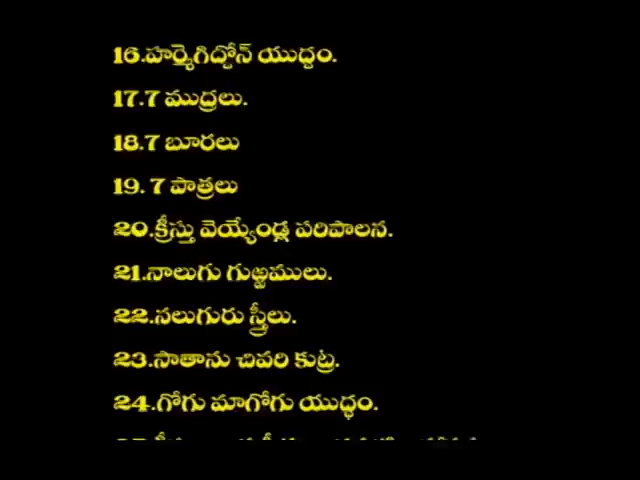 16.హర్మెగిద్దోన్ యుద్దం.
17.7 ముద్రలు.
18.7 బూరలు
19. 7 పాత్రలు
20.క్రీస్తు వెయ్యేండ్ల పరిపాలన.
21.నాలుగు గుఱ్ఱములు.
22.నలుగురు స్త్రీలు.
23.సాతాను చివరి కుట్ర.
24.గోగు మాగోగు యుద్ధం.